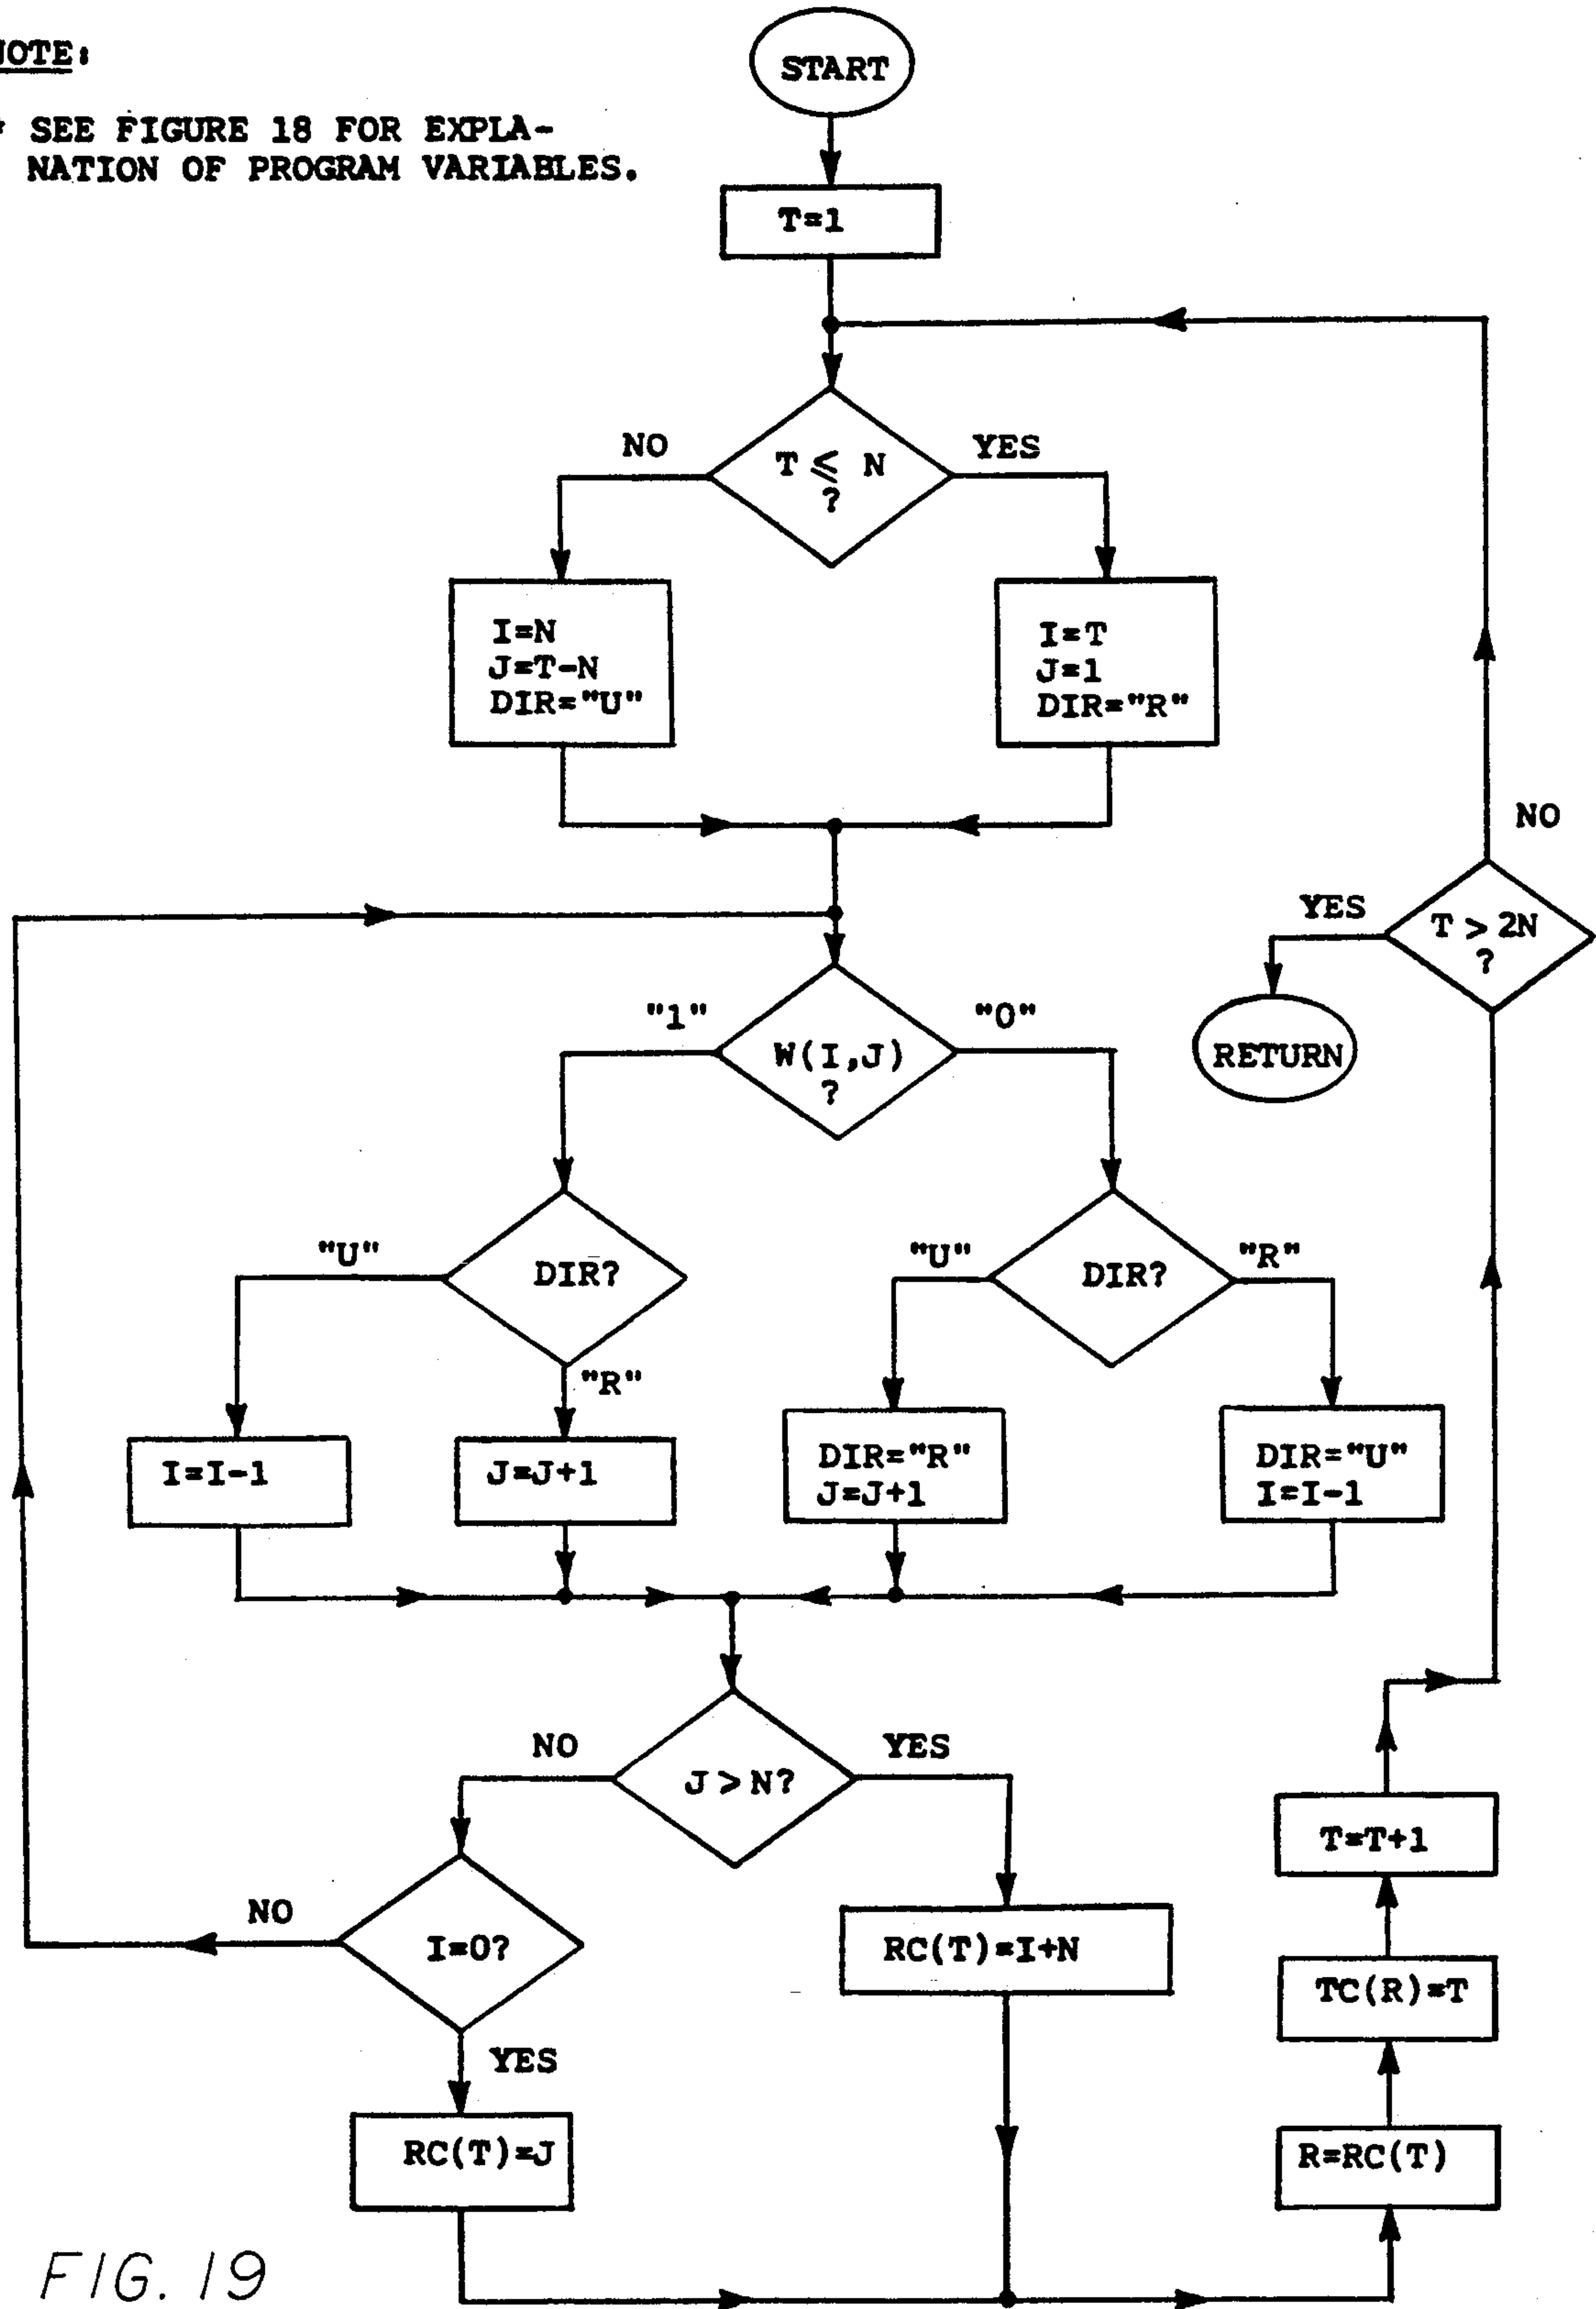 NOTE:
* SEE FIGURE 18 FOR EXPLA-
NATION OF PROGRAM VARIABLES.
START
T=1
NO
YES
T ≤ N
?
I=N
J=T-N
DIR="U"
I=T
J=1
DIR="R"
NO
YES
T > 2N
?
RETURN
"1"
"0"
W(I,J)
?
"U"
DIR?
"R"
"U"
DIR?
"R"
I=I-1
J=J+1
DIR="R"
J=J+1
DIR="U"
I=I-1
NO
YES
J > N?
NO
I=0?
YES
RC(T)=I+N
RC(T)=J
T=T+1
TC(R)=T
R=RC(T)
FIG. 19